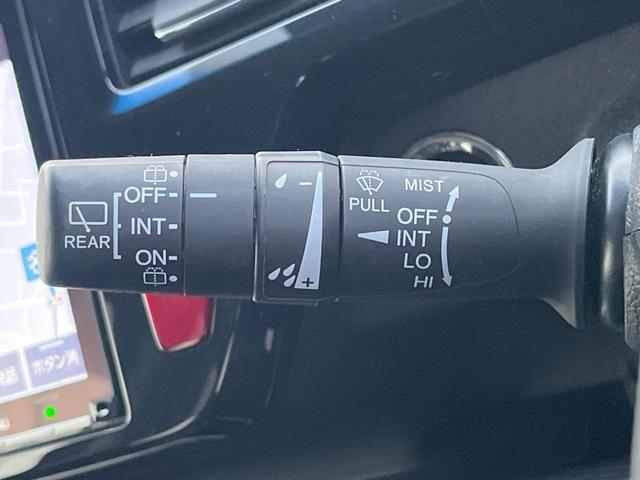 REAR
OFF
INT
ON
-
+
PULL
MIST
OFF
INT
LO
HI
ボタン消